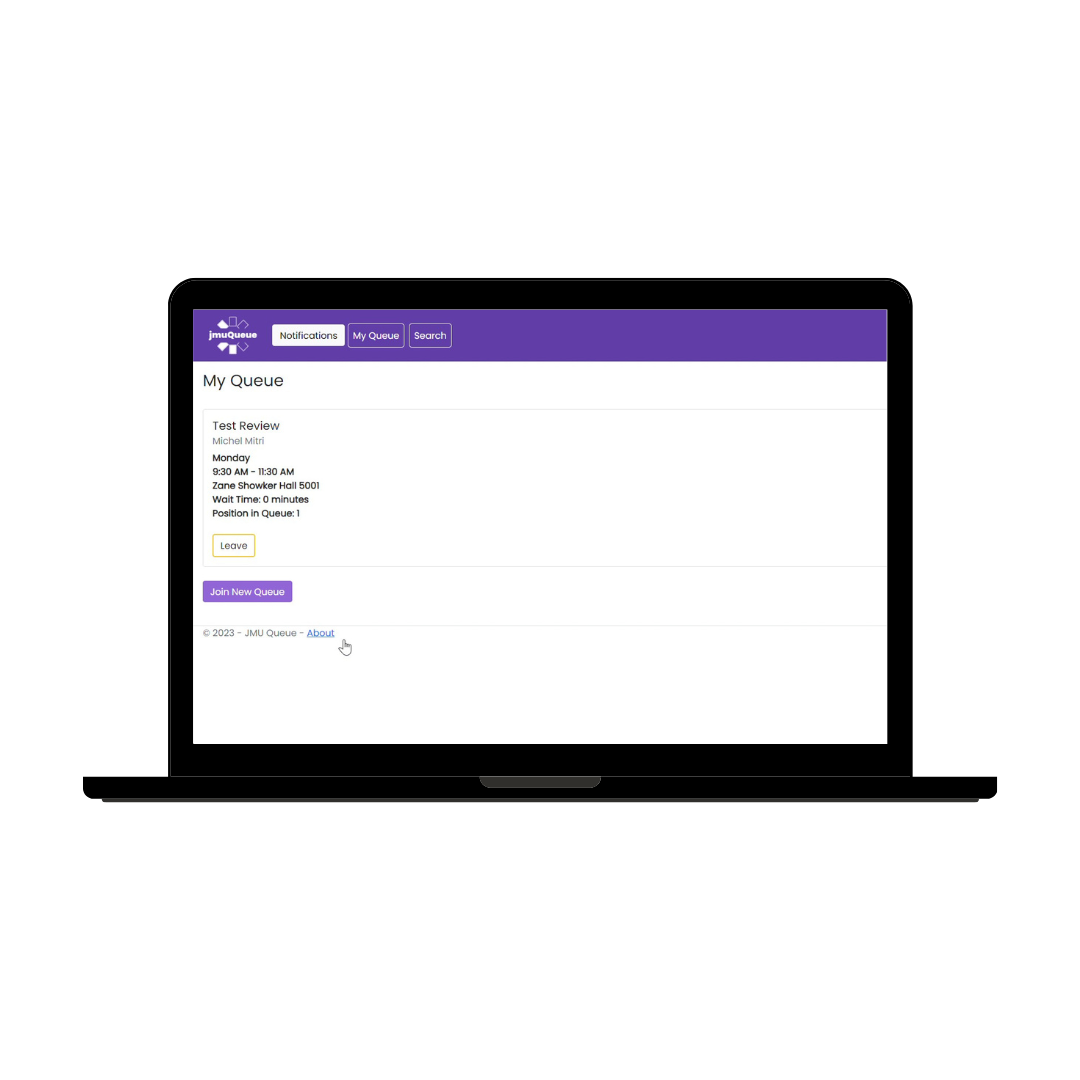 jmuQueue
Notifications My Queue Search
My Queue
Test Review
Michel Mitri
Monday
9:30 AM - 11:30 AM
Zane Showker Hall 5001
Wait Time: 0 minutes
Position in Queue: 1
Leave
Join New Queue
© 2023 - JMU Queue - About